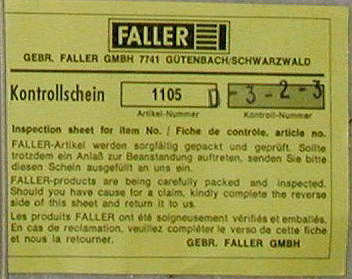 FALLER
GEBR. FALLER GMBH 7741 GÜTENBACH/SCHWARZWALD
Kontrollschein 1105 D - 3 - 2 - 3
Artikel-Nummer Kontroll-Nummer
Inspection sheet for item No. / Fiche de contrôle, article no.
FALLER-Artikel werden sorgfältig gepackt und geprüft. Sollte
trotzdem ein Anlaß zur Beanstandung auftreten, senden Sie bitte
diesen Schein ausgefüllt an uns ein.
FALLER-products are being carefully packed and inspected.
Should you have cause for a claim, kindly complete the reverse
side of this sheet and return it to us.
Les produits FALLER ont été soigneusement vérifiés et emballés.
En cas de reclamation, veuillez compléter le verso de cette fiche
et nous la retourner. GEBR. FALLER GMBH